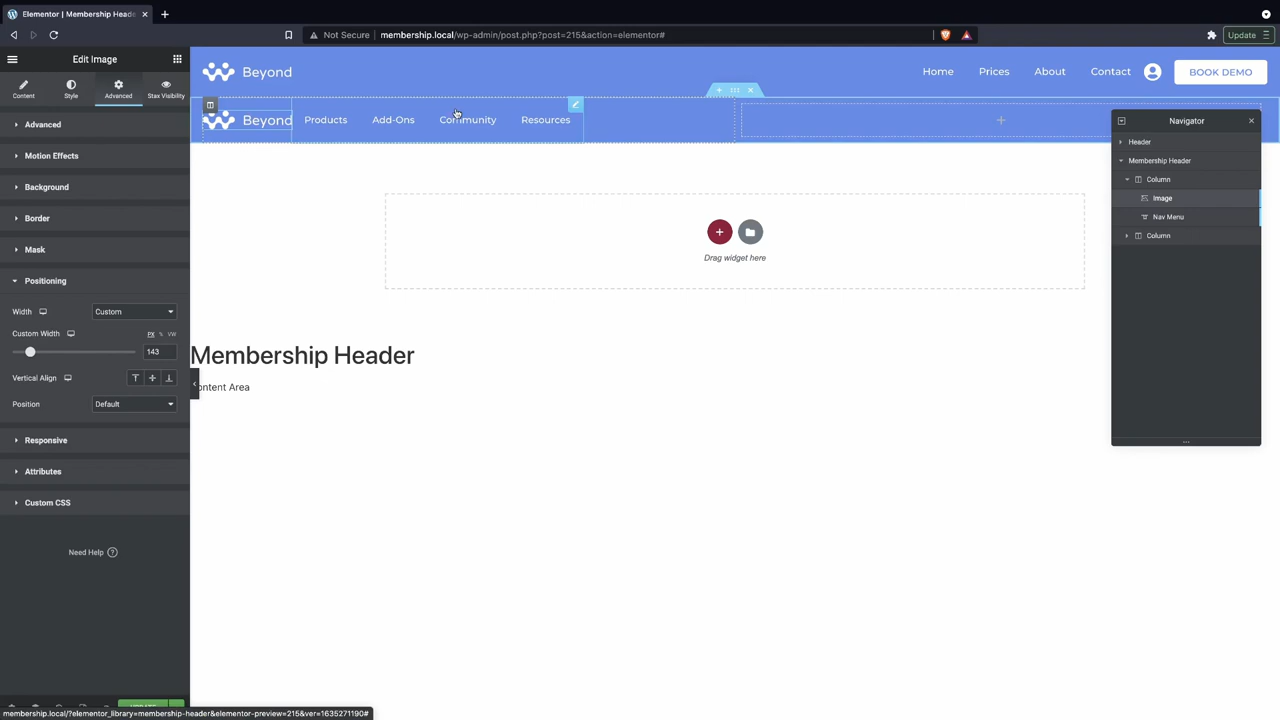 Elementor | Membership Heade
Not Secure membership.local/wp-admin/post.php?post=215&action=elementor#
Update
Edit Image
Content Style Advanced Stax Visibility
Advanced
Motion Effects
Background
Border
Mask
Positioning
Width Custom
Custom Width PX % VW
143
Vertical Align
Position Default
Responsive
Attributes
Custom CSS
Need Help ?
Beyond
Home Prices About Contact BOOK DEMO
Beyond Products Add-Ons Community Resources
Drag widget here
Membership Header
ontent Area
Navigator
Header
Membership Header
Column
Image
Nav Menu
Column
membership.local/?elementor_library=membership-header&elementor-preview=215&ver=1635271190#